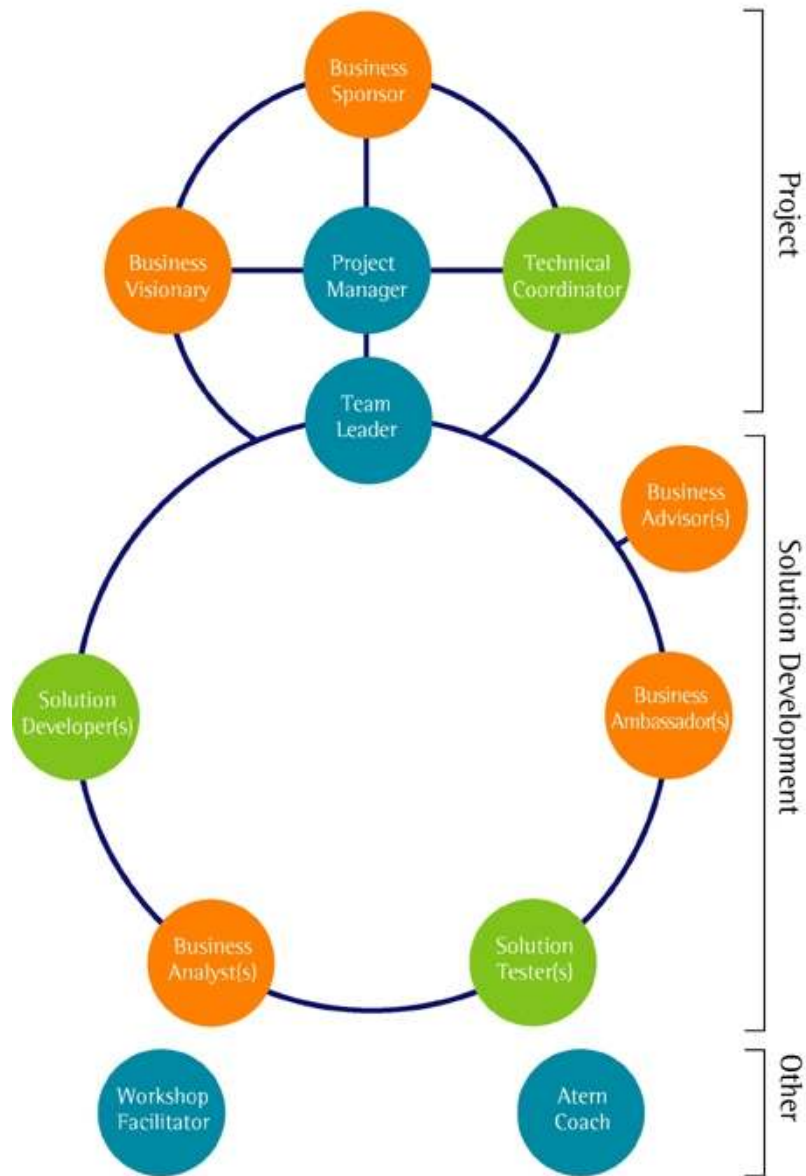 Business
Sponsor
Business
Visionary
Project
Manager
Technical
Coordinator
Project
Team
Leader
Business
Advisor(s)
Solution
Developer(s)
Business
Ambassador(s)
Solution Development
Business
Analyst(s)
Solution
Tester(s)
Workshop
Facilitator
Atern
Coach
Other